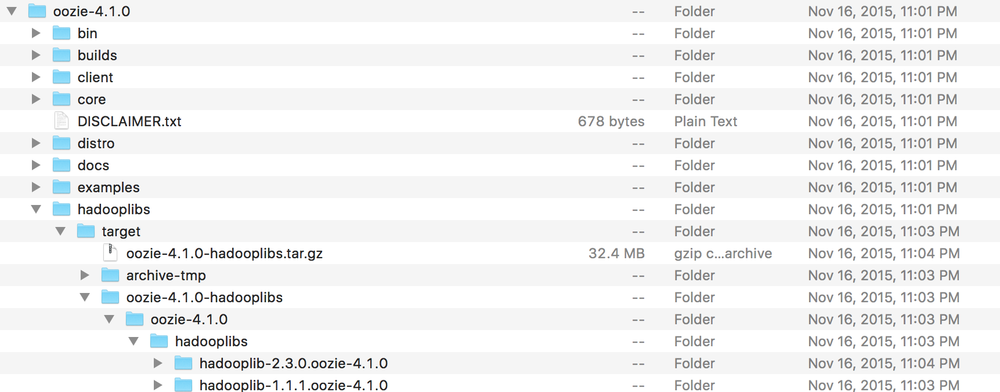 oozie-4.1.0 -- Folder Nov 16, 2015, 11:01 PM
bin -- Folder Nov 16, 2015, 11:01 PM
builds -- Folder Nov 16, 2015, 11:01 PM
client -- Folder Nov 16, 2015, 11:01 PM
core -- Folder Nov 16, 2015, 11:01 PM
DISCLAIMER.txt 678 bytes Plain Text Nov 16, 2015, 11:01 PM
distro -- Folder Nov 16, 2015, 11:01 PM
docs -- Folder Nov 16, 2015, 11:01 PM
examples -- Folder Nov 16, 2015, 11:01 PM
hadooplibs -- Folder Nov 16, 2015, 11:01 PM
target -- Folder Nov 16, 2015, 11:03 PM
oozie-4.1.0-hadooplibs.tar.gz 32.4 MB gzip c...archive Nov 16, 2015, 11:04 PM
archive-tmp -- Folder Nov 16, 2015, 11:03 PM
oozie-4.1.0-hadooplibs -- Folder Nov 16, 2015, 11:03 PM
oozie-4.1.0 -- Folder Nov 16, 2015, 11:03 PM
hadooplibs -- Folder Nov 16, 2015, 11:03 PM
hadooplib-2.3.0.oozie-4.1.0 -- Folder Nov 16, 2015, 11:04 PM
hadooplib-1.1.1.oozie-4.1.0 -- Folder Nov 16, 2015, 11:03 PM